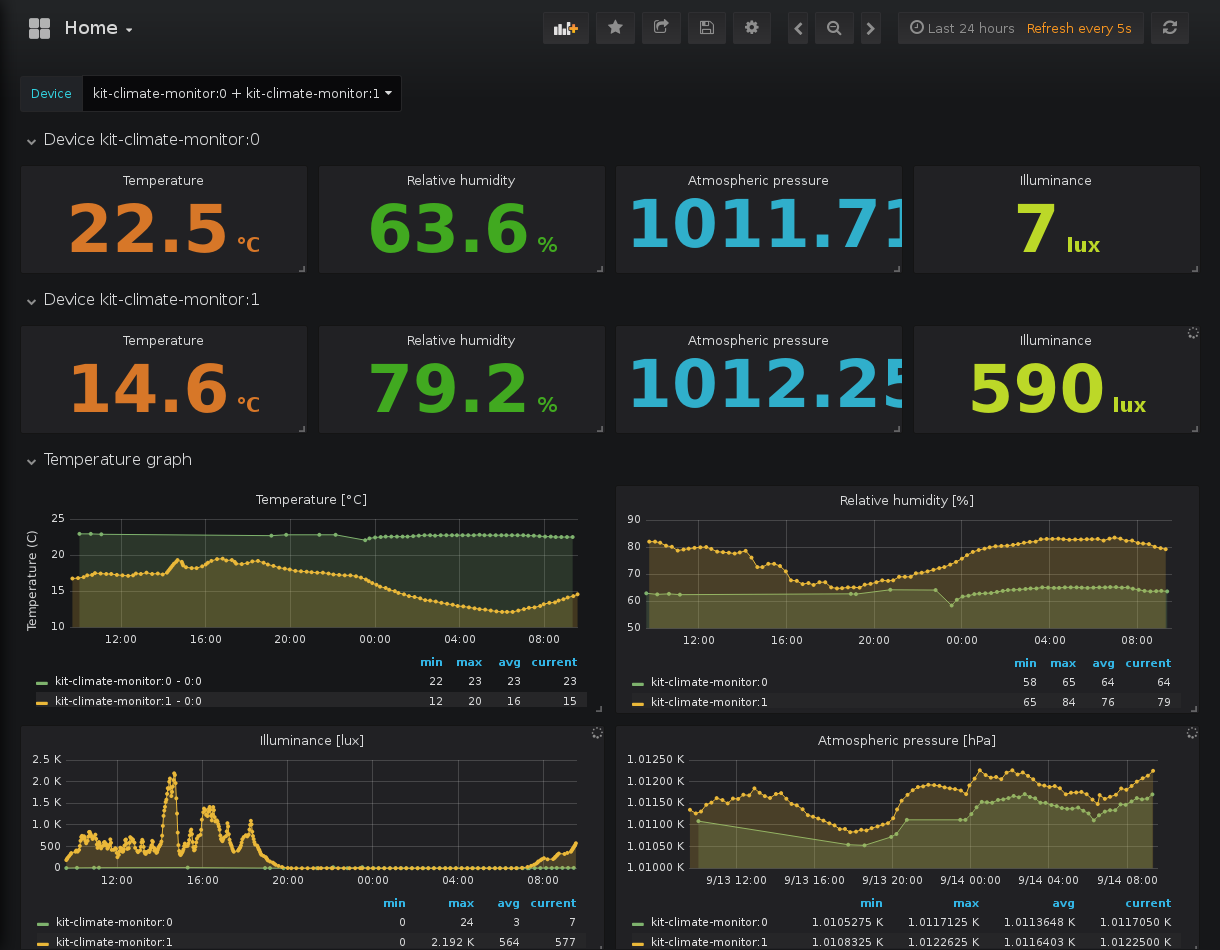 Home
Last 24 hours Refresh every 5s
Device kit-climate-monitor:0 + kit-climate-monitor:1
Device kit-climate-monitor:0
Temperature
22.5 °C
Relative humidity
63.6 %
Atmospheric pressure
1011.71
Illuminance
7 lux
Device kit-climate-monitor:1
Temperature
14.6 °C
Relative humidity
79.2 %
Atmospheric pressure
1012.25
Illuminance
590 lux
Temperature graph
Temperature [°C]
Temperature (C)
25
20
15
10
12:00 16:00 20:00 00:00 04:00 08:00
min max avg current
kit-climate-monitor:0 - 0:0 22 23 23 23
kit-climate-monitor:1 - 0:0 12 20 16 15
Relative humidity [%]
90
80
70
60
50
12:00 16:00 20:00 00:00 04:00 08:00
min max avg current
kit-climate-monitor:0 58 65 64 64
kit-climate-monitor:1 65 84 76 79
Illuminance [lux]
2.5 K
2.0 K
1.5 K
1.0 K
500
0
12:00 16:00 20:00 00:00 04:00 08:00
min max avg current
kit-climate-monitor:0 0 24 3 7
kit-climate-monitor:1 0 2.192 K 564 577
Atmospheric pressure [hPa]
1.01250 K
1.01200 K
1.01150 K
1.01100 K
1.01050 K
1.01000 K
9/13 12:00 9/13 16:00 9/13 20:00 9/14 00:00 9/14 04:00 9/14 08:00
min max avg current
kit-climate-monitor:0 1.0105275 K 1.0117125 K 1.0113648 K 1.0117050 K
kit-climate-monitor:1 1.0108325 K 1.0122625 K 1.0116403 K 1.0122500 K